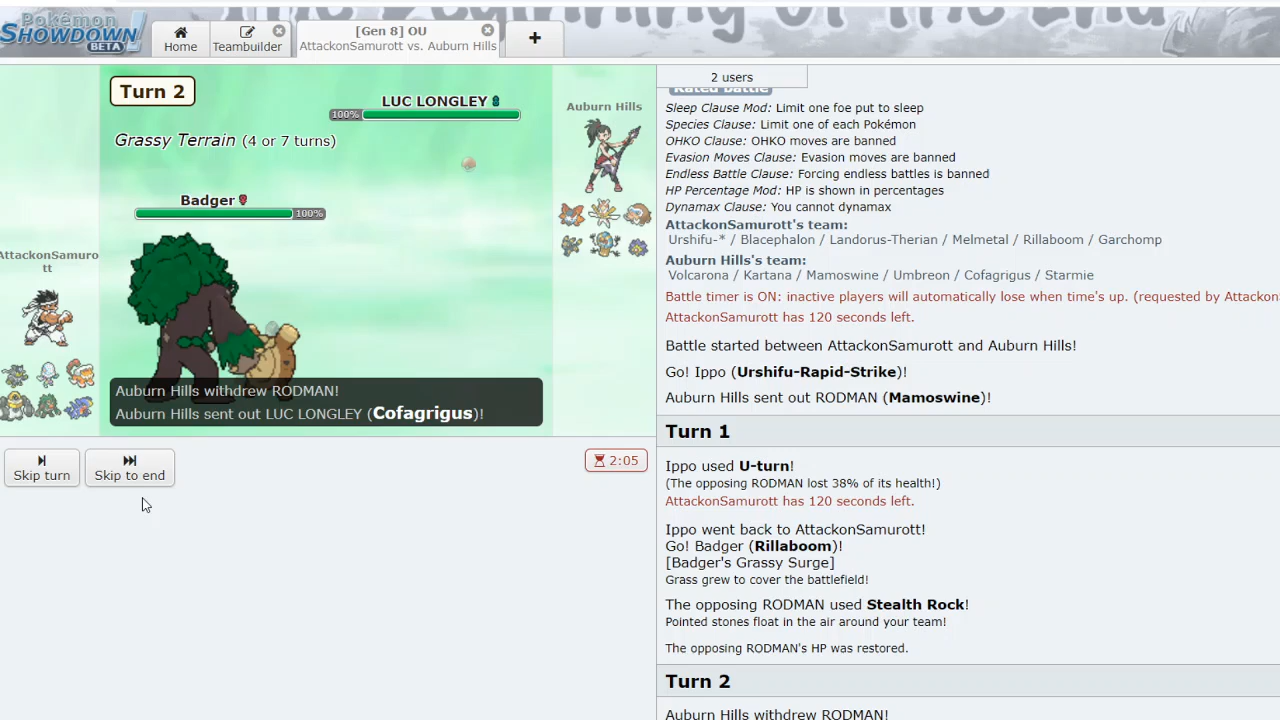 The Beginning of the End
Pokémon
SHOWDOWN
BETA
!
Home
Teambuilder
[Gen 8] OU
AttackonSamurott vs. Auburn Hills
+
Turn 2
LUC LONGLEY
100%
Grassy Terrain (4 or 7 turns)
Badger
100%
Auburn Hills
AttackonSamuro
tt
Auburn Hills withdrew RODMAN!
Auburn Hills sent out LUC LONGLEY (Cofagrigus)!
Skip turn
Skip to end
2:05
2 users
Rated battle
Sleep Clause Mod: Limit one foe put to sleep
Species Clause: Limit one of each Pokémon
OHKO Clause: OHKO moves are banned
Evasion Moves Clause: Evasion moves are banned
Endless Battle Clause: Forcing endless battles is banned
HP Percentage Mod: HP is shown in percentages
Dynamax Clause: You cannot dynamax
AttackonSamurott's team:
Urshifu-* / Blacephalon / Landorus-Therian / Melmetal / Rillaboom / Garchomp
Auburn Hills's team:
Volcarona / Kartana / Mamoswine / Umbreon / Cofagrigus / Starmie
Battle timer is ON: inactive players will automatically lose when time's up. (requested by Attackon
AttackonSamurott has 120 seconds left.
Battle started between AttackonSamurott and Auburn Hills!
Go! Ippo (Urshifu-Rapid-Strike)!
Auburn Hills sent out RODMAN (Mamoswine)!
Turn 1
Ippo used U-turn!
(The opposing RODMAN lost 38% of its health!)
AttackonSamurott has 120 seconds left.
Ippo went back to AttackonSamurott!
Go! Badger (Rillaboom)!
[Badger's Grassy Surge]
Grass grew to cover the battlefield!
The opposing RODMAN used Stealth Rock!
Pointed stones float in the air around your team!
The opposing RODMAN's HP was restored.
Turn 2
Auburn Hills withdrew RODMAN!